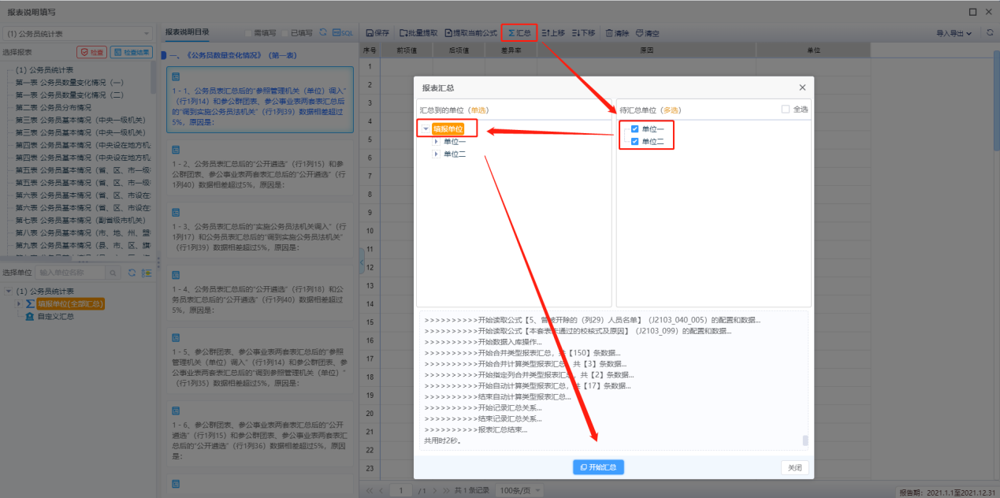 报表说明填写
(1) 公务员统计表
选择报表 检查 检查结果
(1) 公务员统计表
第一表 公务员数量变化情况（一）
第一表 公务员数量变化情况（二）
第二表 公务员分布情况
第三表 公务员基本情况（中央一级机关）
第三表 公务员基本情况（中央一级机关）
第四表 公务员基本情况（中央设在地方机
第四表 公务员基本情况（中央设在地方机
第五表 公务员基本情况（省、区、市一级
第五表 公务员基本情况（省、区、市一级
第六表 公务员基本情况（省、区、市设在
第六表 公务员基本情况（省、区、市设在
第七表 公务员基本情况（副省级市机关）
第八表 公务员基本情况（市、地、州、盟
第九表 公务员基本情况（县、市、区、旗
选择单位 输入单位名称
(1) 公务员统计表
填报单位(全部汇总)
自定义汇总
报表说明目录 需填写 已填写 SQL
一、《公务员数量变化情况》（第一表）
1 - 1、公务员表汇总后的“参照管理机关（单位）调入”
（行1列14）和参公群团表、参公事业表两套表汇总后
的“调到实施公务员法机关”（行1列39）数据相差超过
5%，原因是：
1 - 2、公务员表汇总后的“公开遴选”（行1列15）和参
公群团表、参公事业表两套表汇总后的“公开遴选”（行
1列40）数据相差超过5%，原因是：
1 - 3、公务员表汇总后的“实施公务员法机关调入”（行
1列17）和公务员表汇总后的“调到实施公务员法机关”
（行1列39）数据相差超过5%，原因是：
1 - 4、公务员表汇总后的“公开遴选”（行1列18）和公
务员表汇总后的“公开遴选”（行1列40）数据相差超过
5%，原因是：
1 - 5、参公群团表、参公事业表两套表汇总后的“参照
管理机关（单位）调入”（行1列14）和参公群团表、参
公事业表两套表汇总后的“调到参照管理机关（单位）”
（行1列35）数据相差超过5%，原因是：
1 - 6、参公群团表、参公事业表两套表汇总后的“公开
遴选”（行1列15）和参公群团表、参公事业表两套表汇
总后的“公开遴选”（行1列36）数据相差超过5%，原因
是：
保存 批量提取 提取当前公式 汇总 上移 下移 清除 清空 导入导出
序号 前项值 后项值 差异率 原因 单位
1
2
3
4
5
6
7
8
9
10
11
12
13
14
15
16
17
18
19
20
21
22
23
报表汇总
汇总到的单位（单选）
填报单位
单位一
单位二
待汇总单位（多选） 全选
单位一
单位二
>>>>>>>>>>开始读取公式【5、曾被开除的（列29）人员名单】（J2103_040_005）的配置和数据...
>>>>>>>>>>开始读取公式【本套表未通过的校核式及原因】（J2103_099）的配置和数据...
>>>>>>>>>>开始数据入库操作...
>>>>>>>>>>开始合并类型报表汇总，共【150】条数据...
>>>>>>>>>>开始合并计算类型报表汇总，共【3】条数据...
>>>>>>>>>>开始指定列合并类型报表汇总，共【2】条数据...
>>>>>>>>>>开始自动计算类型报表汇总，共【17】条数据...
>>>>>>>>>>结束自动计算类型报表汇总...
>>>>>>>>>>开始记录汇总关系...
>>>>>>>>>>结束记录汇总关系...
>>>>>>>>>>报表汇总结束...
共用时2秒。
开始汇总 关闭
1 / 1 共 1 条记录 100条/页
报告期：2021.1.1至2021.12.31